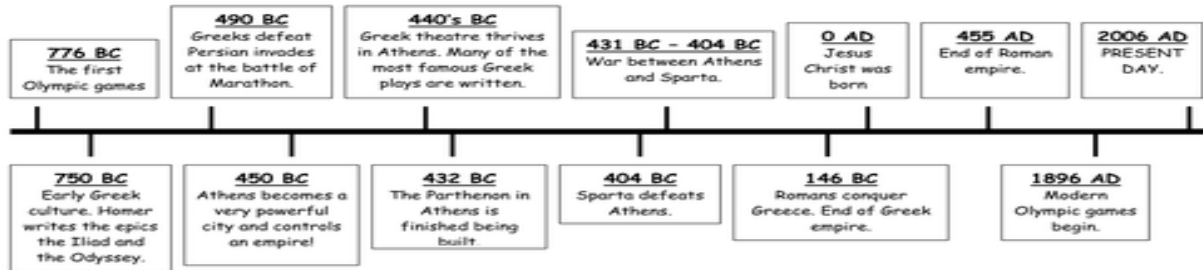 776 BC
The first
Olympic games
490 BC
Greeks defeat
Persian invades
at the battle of
Marathon.
440's BC
Greek theatre thrives
in Athens. Many of the
most famous Greek
plays are written.
431 BC - 404 BC
War between Athens
and Sparta.
0 AD
Jesus
Christ was
born
455 AD
End of Roman
empire.
2006 AD
PRESENT
DAY.
750 BC
Early Greek
culture. Homer
writes the epics
the Iliad and
the Odyssey.
450 BC
Athens becomes a
very powerful
city and controls
an empire!
432 BC
The Parthenon in
Athens is
finished being
built.
404 BC
Sparta defeats
Athens.
146 BC
Romans conquer
Greece. End of Greek
empire.
1896 AD
Modern
Olympic games
begin.